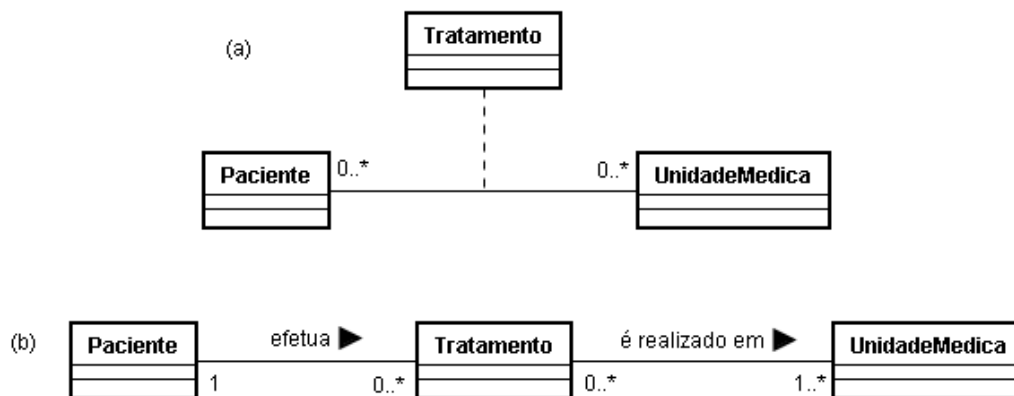 (a)
Tratamento
Paciente 0..* 0..* UnidadeMedica
(b) Paciente efetua ▶ Tratamento é realizado em ▶ UnidadeMedica
1 0..* 0..* 1..*